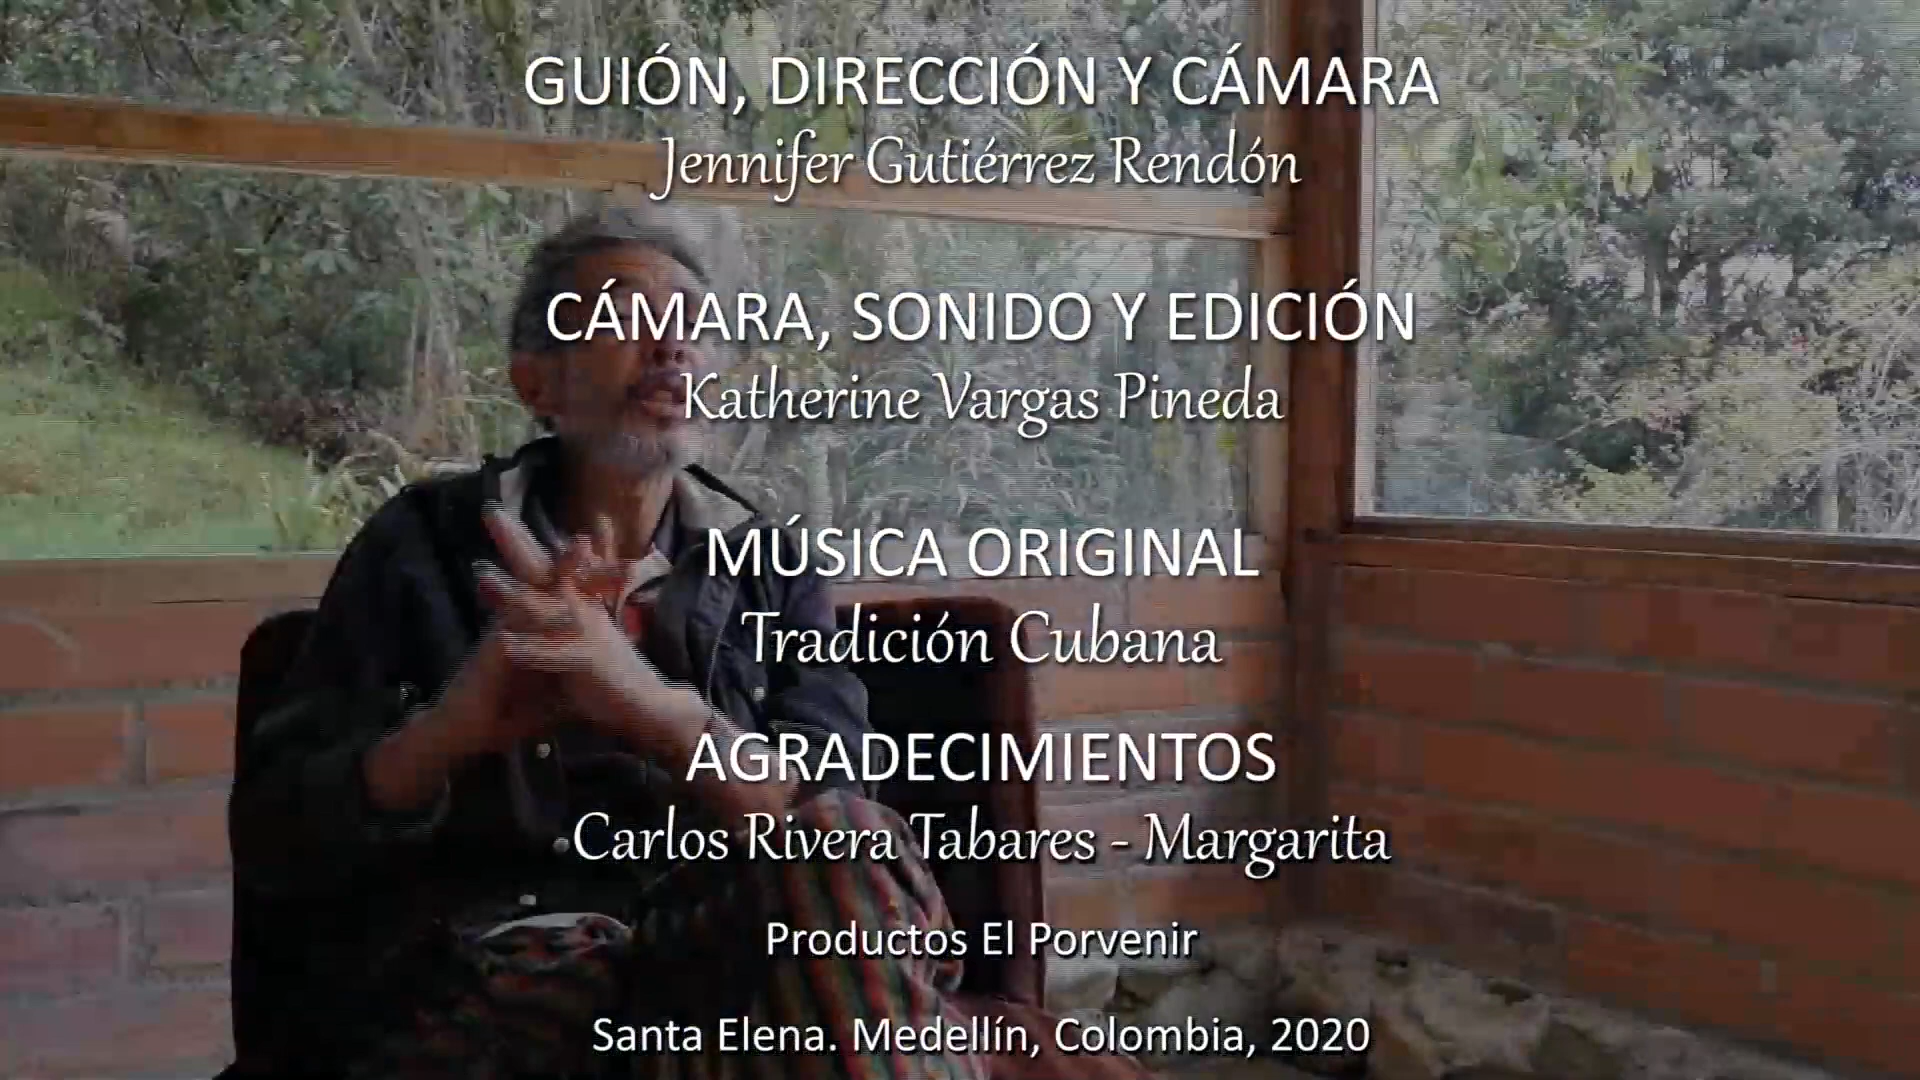 GUIÓN, DIRECCIÓN Y CÁMARA
Jennifer Gutiérrez Rendón
CÁMARA, SONIDO Y EDICIÓN
Katherine Vargas Pineda
MÚSICA ORIGINAL
Tradición Cubana
AGRADECIMIENTOS
Carlos Rivera Tabares - Margarita
Productos El Porvenir
Santa Elena. Medellín, Colombia, 2020